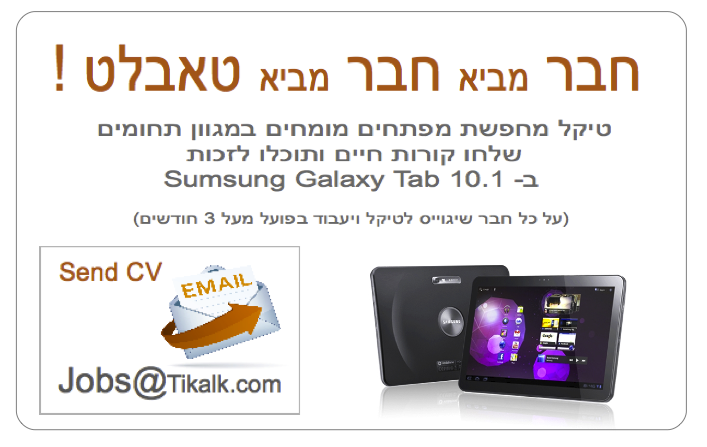 חבר מביא חבר מביא טאבלט !
טיקל מחפשת מפתחים מומחים במגוון תחומים
שלחו קורות חיים ותוכלו לזכות
ב- Sumsung Galaxy Tab 10.1
(על כל חבר שיגוייס לטיקל ויעבוד בפועל מעל 3 חודשים)
Send CV
EMAIL
Jobs@Tikalk.com
SAMSUNG